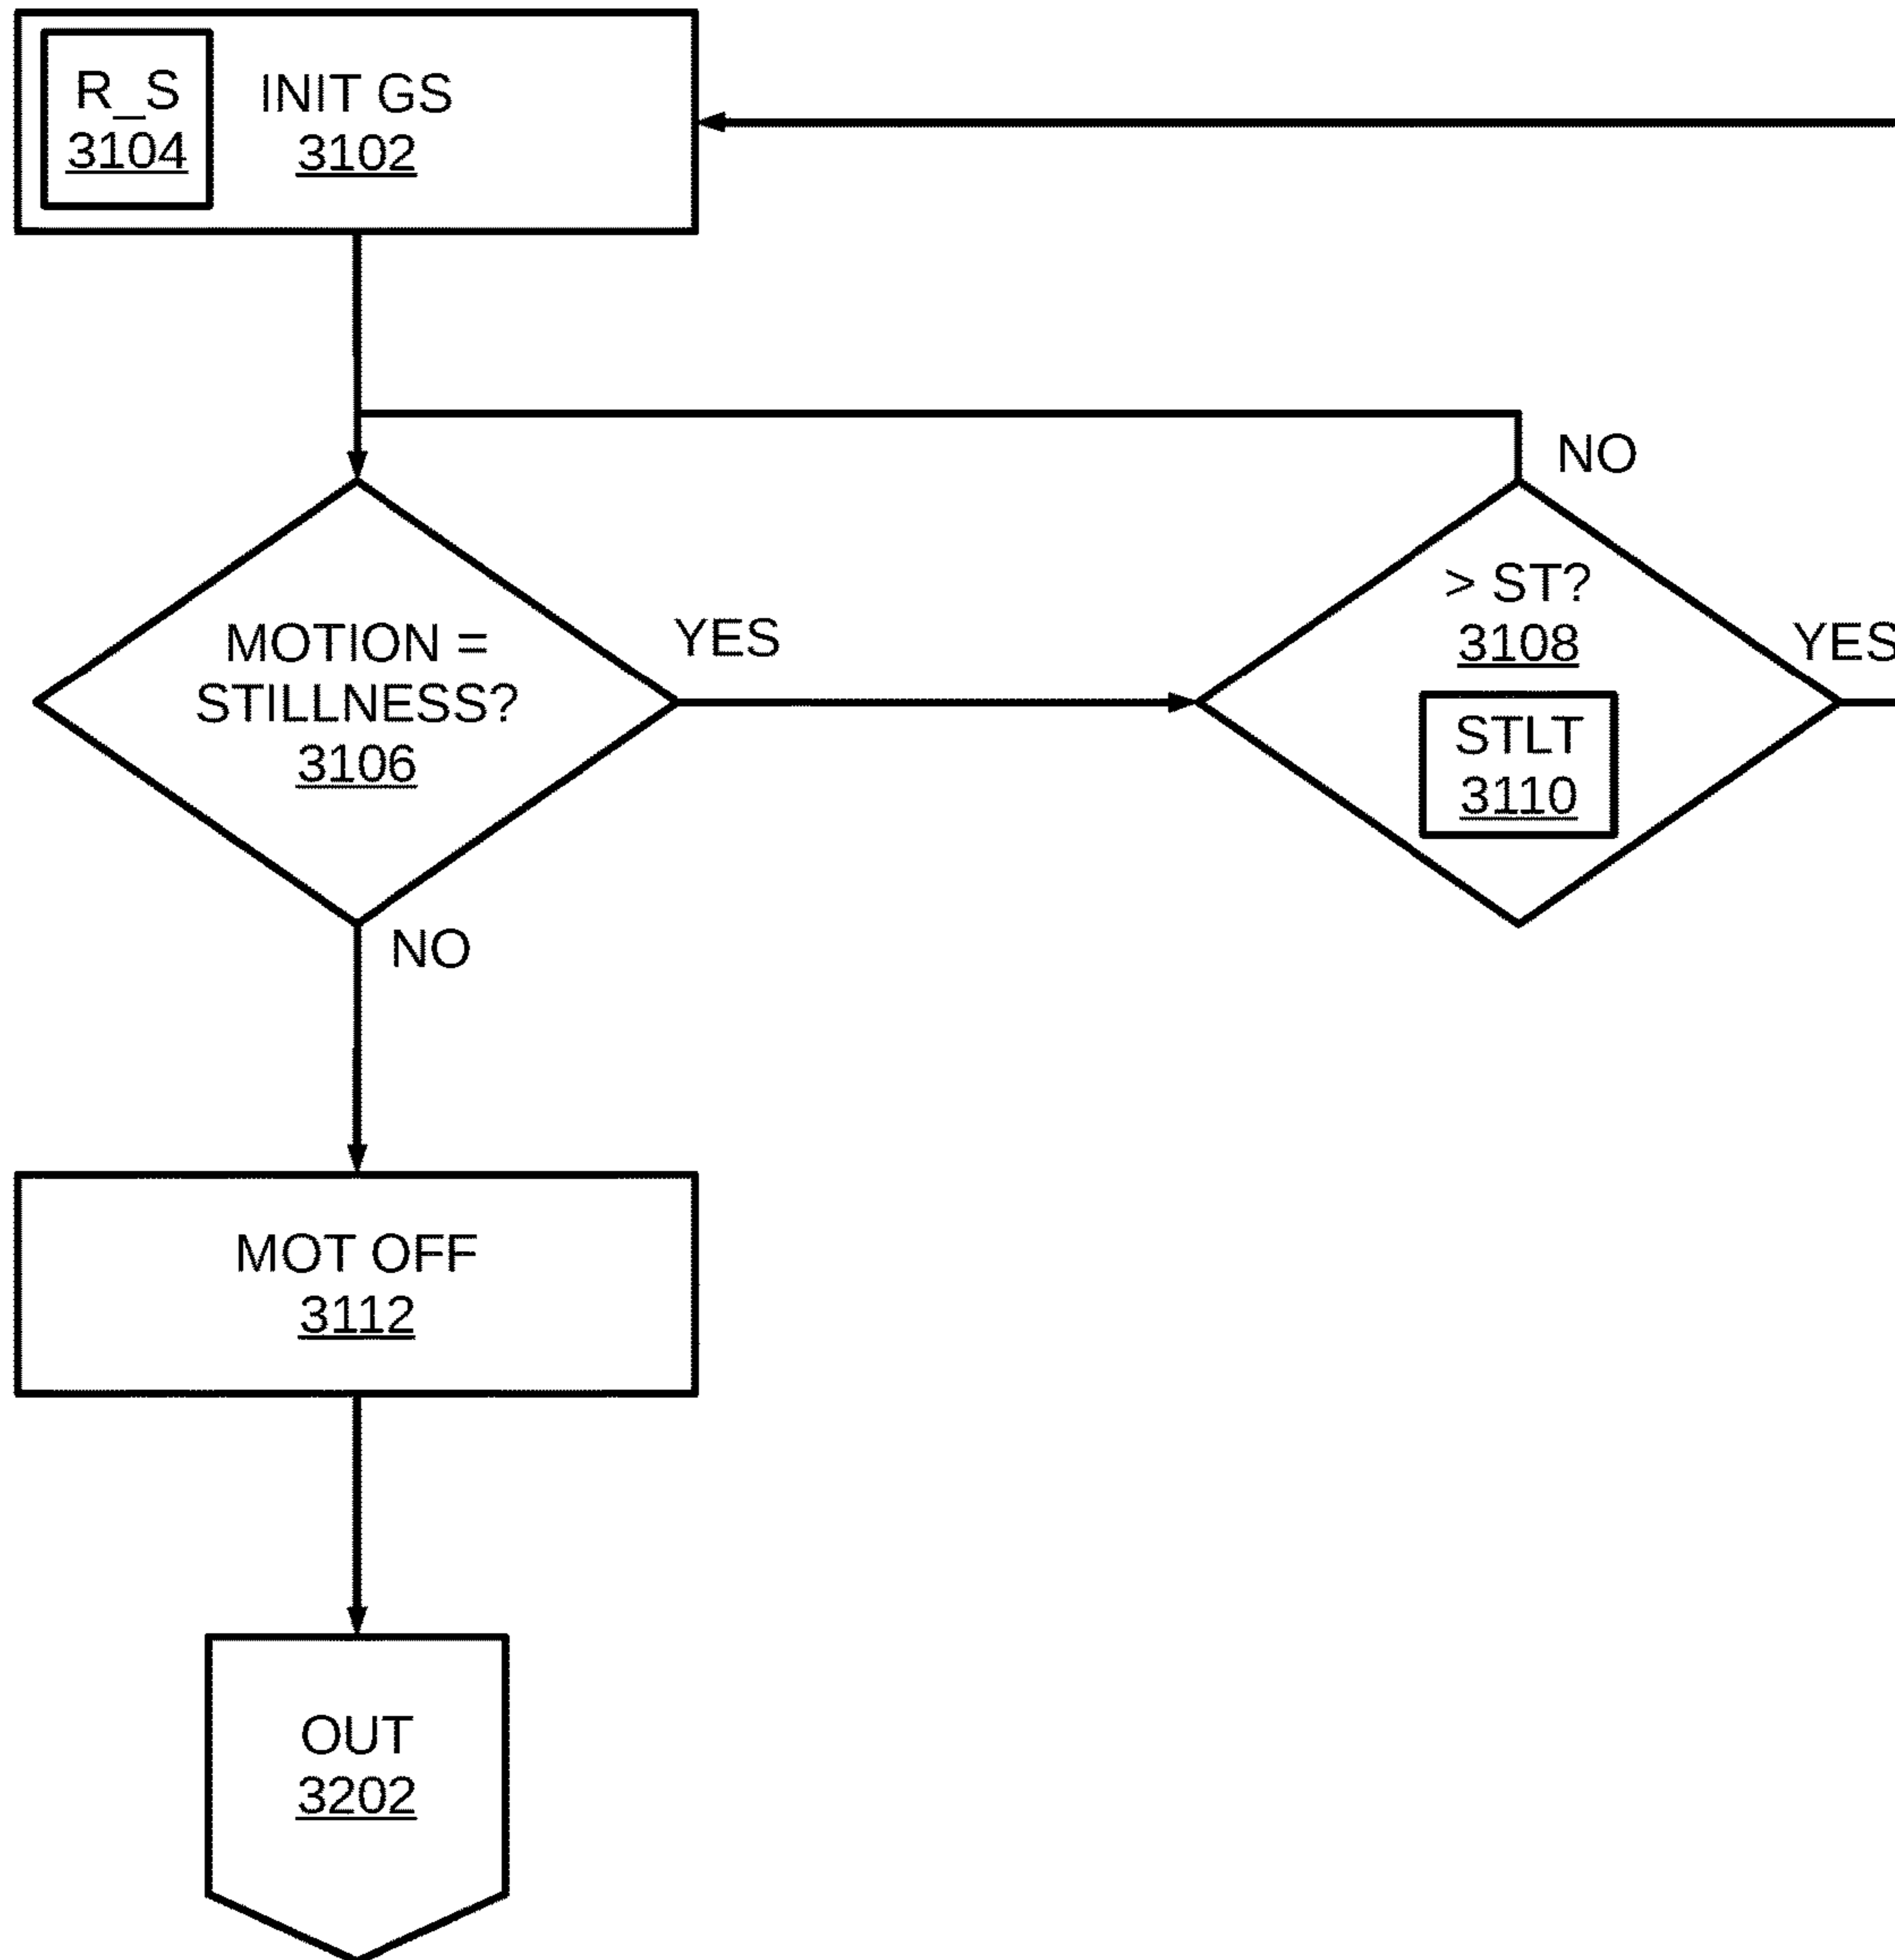 R_S
3104
INIT GS
3102
NO
> ST?
3108
YES
STLT
3110
MOTION =
STILLNESS?
3106
YES
NO
MOT OFF
3112
OUT
3202